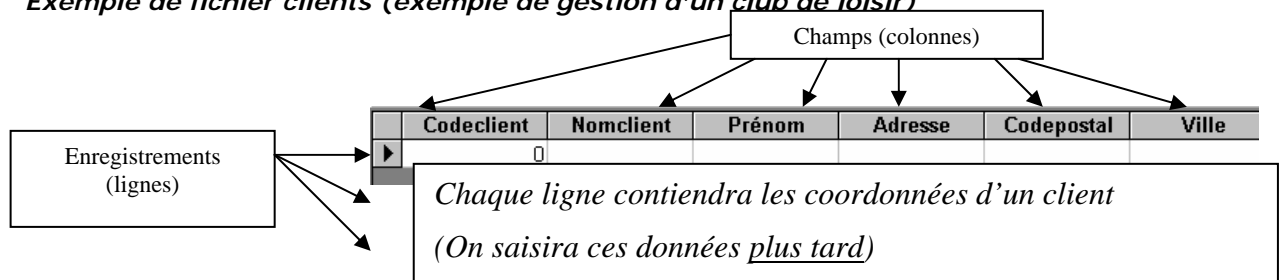 Exemple de fichier clients (exemple de gestion d'un club de loisir)
Champs (colonnes)
Codeclient Nomclient Prénom Adresse Codepostal Ville
0
Enregistrements
(lignes)
Chaque ligne contiendra les coordonnées d'un client
(On saisira ces données plus tard)